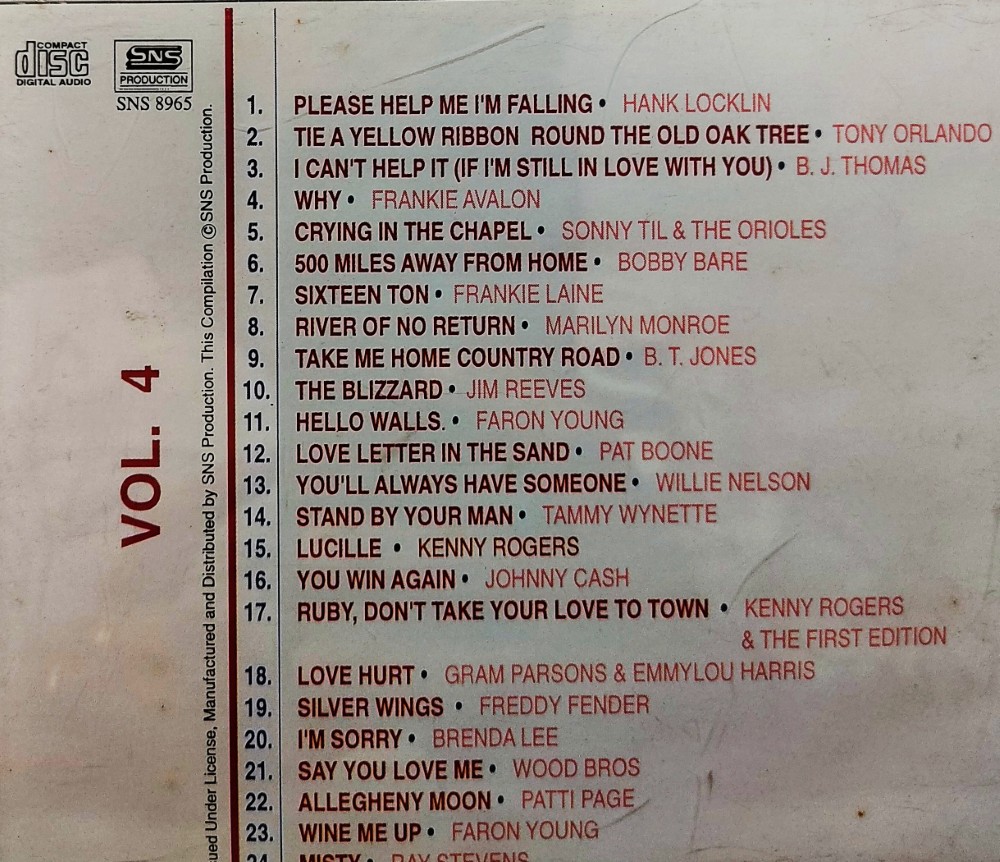 COMPACT
disc
DIGITAL AUDIO
SNS
PRODUCTION
SNS 8965
VOL. 4
ued Under License, Manufactured and Distributed by SNS Production. This Compilation ©SNS Production.
1. PLEASE HELP ME I'M FALLING • HANK LOCKLIN
2. TIE A YELLOW RIBBON ROUND THE OLD OAK TREE • TONY ORLANDO
3. I CAN'T HELP IT (IF I'M STILL IN LOVE WITH YOU) • B. J. THOMAS
4. WHY • FRANKIE AVALON
5. CRYING IN THE CHAPEL • SONNY TIL & THE ORIOLES
6. 500 MILES AWAY FROM HOME • BOBBY BARE
7. SIXTEEN TON • FRANKIE LAINE
8. RIVER OF NO RETURN • MARILYN MONROE
9. TAKE ME HOME COUNTRY ROAD • B. T. JONES
10. THE BLIZZARD • JIM REEVES
11. HELLO WALLS. • FARON YOUNG
12. LOVE LETTER IN THE SAND • PAT BOONE
13. YOU'LL ALWAYS HAVE SOMEONE • WILLIE NELSON
14. STAND BY YOUR MAN • TAMMY WYNETTE
15. LUCILLE • KENNY ROGERS
16. YOU WIN AGAIN • JOHNNY CASH
17. RUBY, DON'T TAKE YOUR LOVE TO TOWN • KENNY ROGERS
& THE FIRST EDITION
18. LOVE HURT • GRAM PARSONS & EMMYLOU HARRIS
19. SILVER WINGS • FREDDY FENDER
20. I'M SORRY • BRENDA LEE
21. SAY YOU LOVE ME • WOOD BROS
22. ALLEGHENY MOON • PATTI PAGE
23. WINE ME UP • FARON YOUNG
24. MISTY • RAY STEVENS